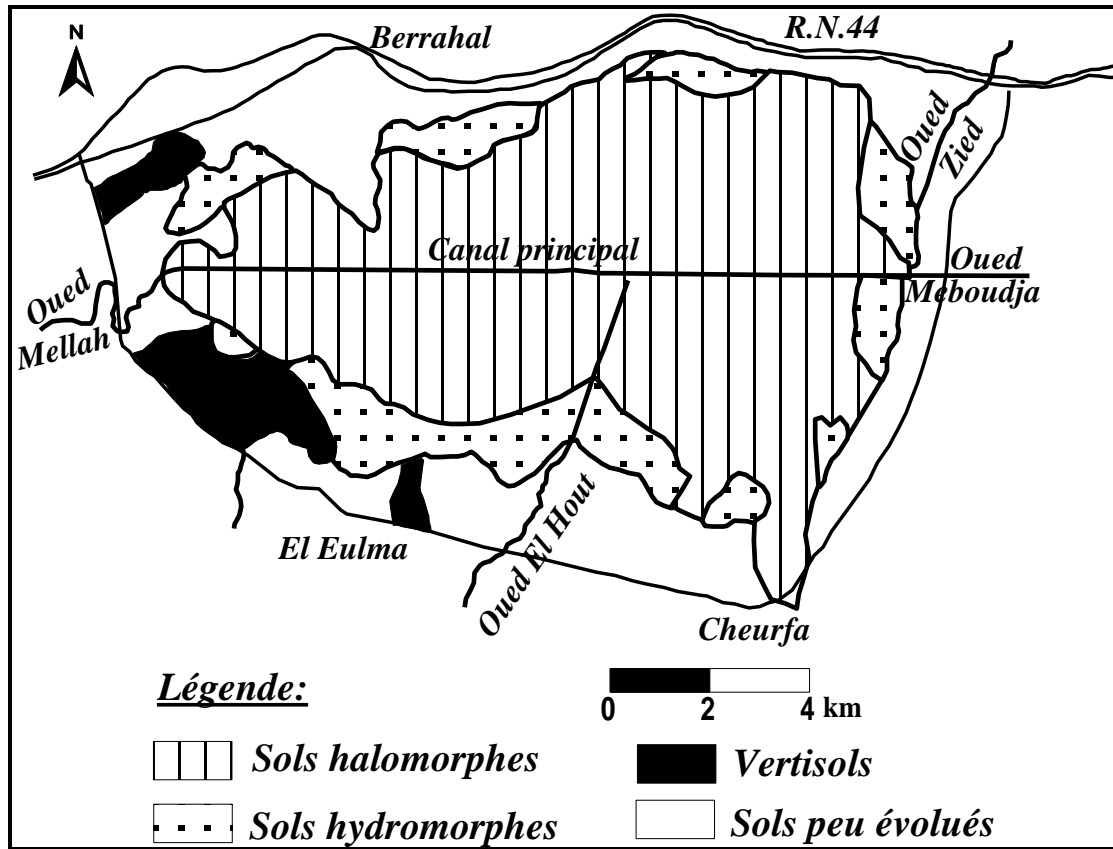 N
Berrahal
R.N.44
Oued
Zied
Canal principal
Oued
Meboudja
Oued
Mellah
El Eulma
Oued El Hout
Cheurfa
Légende:
0 2 4 km
Sols halomorphes
Vertisols
Sols hydromorphes
Sols peu évolués